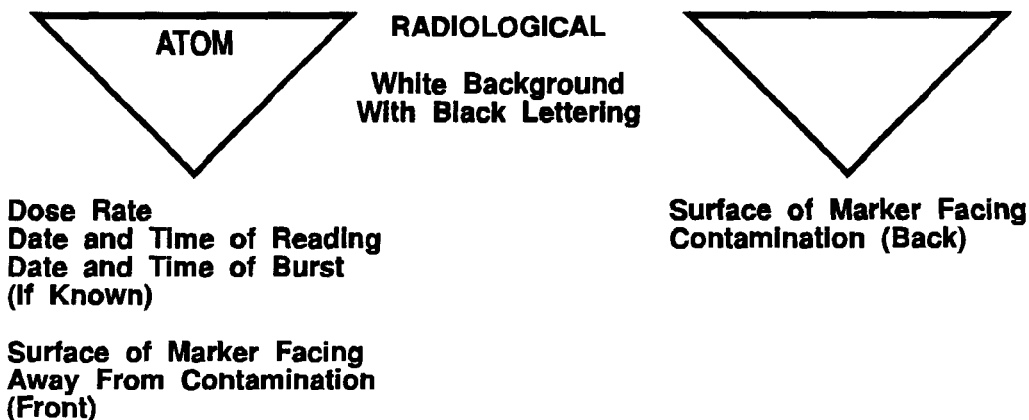 ATOM
RADIOLOGICAL
White Background
With Black Lettering
Dose Rate
Date and Time of Reading
Date and Time of Burst
(If Known)
Surface of Marker Facing
Away From Contamination
(Front)
Surface of Marker Facing
Contamination (Back)